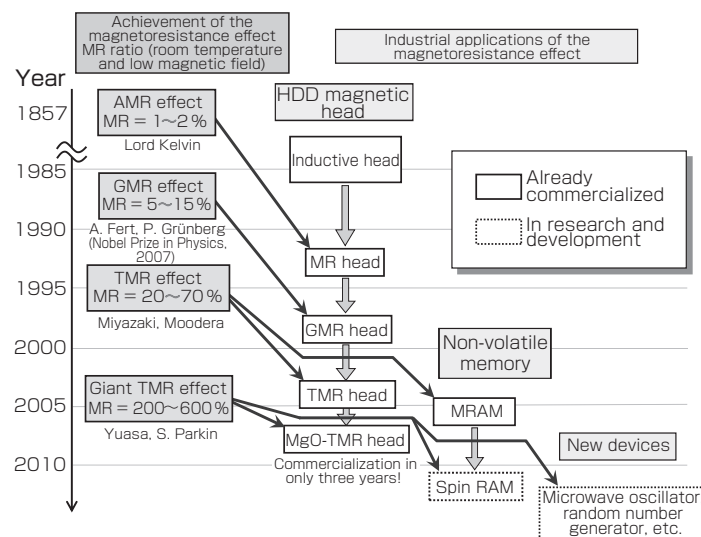 Achievement of the
magnetoresistance effect
MR ratio (room temperature
and low magnetic field)
Industrial applications of the
magnetoresistance effect
Year
1857
1985
1990
1995
2000
2005
2010
AMR effect
MR = 1～2 %
Lord Kelvin
GMR effect
MR = 5～15 %
A. Fert, P. Grünberg
(Nobel Prize in Physics,
2007)
TMR effect
MR = 20～70 %
Miyazaki, Moodera
Giant TMR effect
MR = 200～600 %
Yuasa, S. Parkin
HDD magnetic
head
Inductive head
MR head
GMR head
TMR head
MgO-TMR head
Commercialization in
only three years!
Already
commercialized
In research and
development
Non-volatile
memory
MRAM
Spin RAM
New devices
Microwave oscillator
random number
generator, etc.